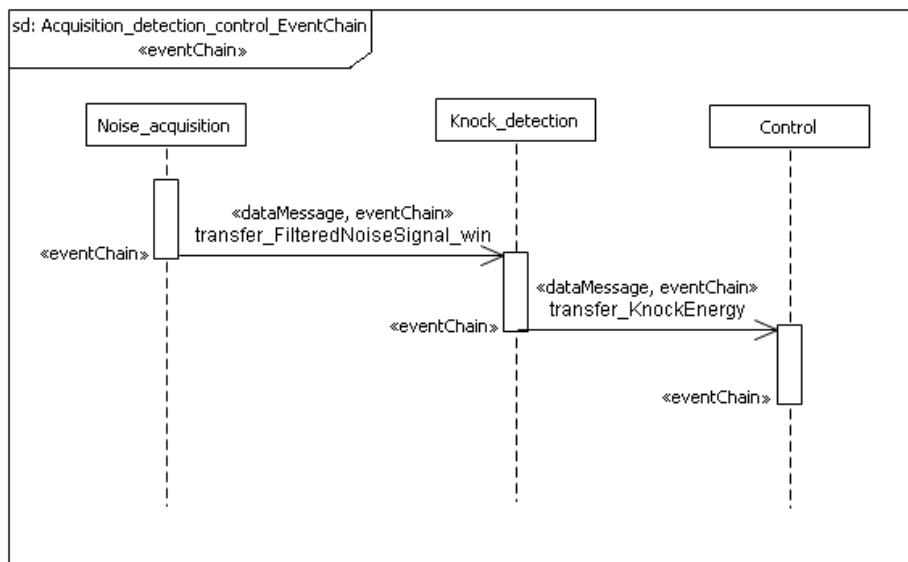 sd: Acquisition_detection_control_EventChain
«eventChain»
Noise_acquisition
Knock_detection
Control
«dataMessage, eventChain»
transfer_FilteredNoiseSignal_win
«eventChain»
«dataMessage, eventChain»
transfer_KnockEnergy
«eventChain»
«eventChain»